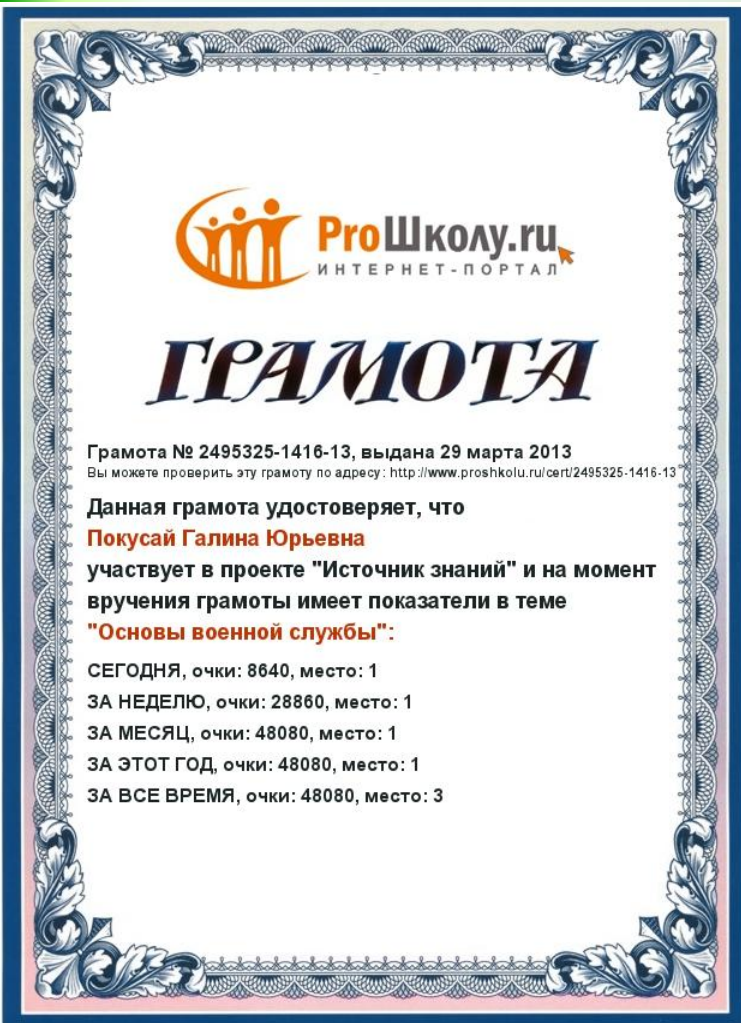 ProШколу.ru
ИНТЕРНЕТ-ПОРТАЛ
ГРАМОТА
Грамота № 2495325-1416-13, выдана 29 марта 2013
Вы можете проверить эту грамоту по адресу: http://www.proshkolu.ru/cert/2495325-1416-13
Данная грамота удостоверяет, что
Покусай Галина Юрьевна
участвует в проекте "Источник знаний" и на момент
вручения грамоты имеет показатели в теме
"Основы военной службы":
СЕГОДНЯ, очки: 8640, место: 1
ЗА НЕДЕЛЮ, очки: 28860, место: 1
ЗА МЕСЯЦ, очки: 48080, место: 1
ЗА ЭТОТ ГОД, очки: 48080, место: 1
ЗА ВСЕ ВРЕМЯ, очки: 48080, место: 3